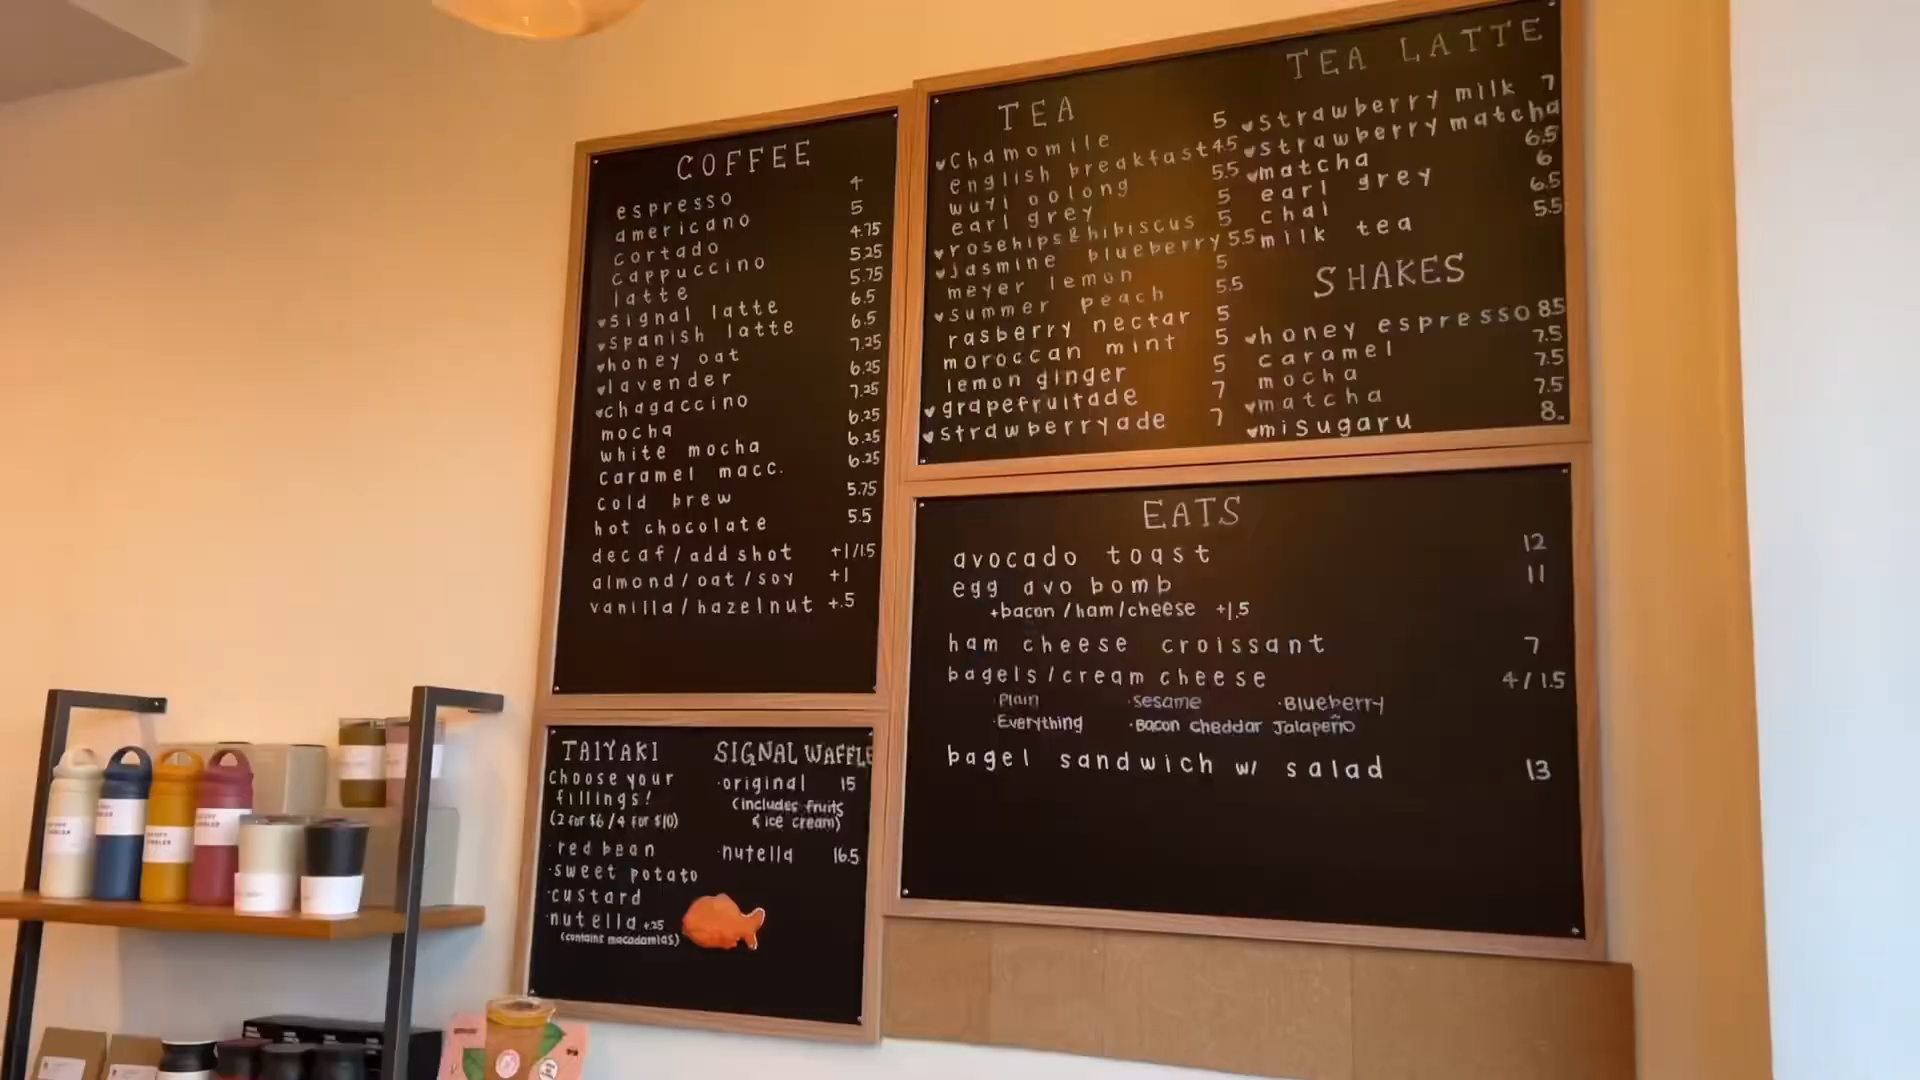 COFFEE
espresso 4
americano 5
cortado 4.75
cappuccino 5.25
latte 5.75
♥signal latte 6.5
♥spanish latte 6.5
♥honey oat 7.25
♥lavender 6.25
♥chagaccino 7.25
mocha 6.25
white mocha 6.25
caramel macc. 6.25
cold brew 5.75
hot chocolate 5.5
decaf/add shot +1/1.5
almond/oat/soy +1
vanilla/hazelnut +.5
TEA
♥Chamomile 5
english breakfast 4.5
wuyi oolong 5.5
earl grey 5
♥rosehips & hibiscus 5
♥jasmine blueberry 5.5
meyer lemon 5
♥summer peach 5.5
rasberry nectar 5
moroccan mint 5
lemon ginger 5
♥grapefruitade 7
♥strawberryade 7
TEA LATTE
♥strawberry milk 7
♥strawberry matcha
♥matcha 6.5
earl grey 6
chai 6.5
milk tea 5.5
SHAKES
♥honey espresso 8.5
caramel 7.5
mocha 7.5
♥matcha 7.5
♥misugaru 8.
TAIYAKI
choose your
fillings!
(2 for $6/4 for $10)
·red bean
·sweet potato
·custard
·nutella +.25
(contains macadamias)
SIGNAL WAFFLE
·original 15
(includes fruits
& ice cream)
·nutella 16.5
EATS
avocado toast 12
egg avo bomb 11
+bacon/ham/cheese +1.5
ham cheese croissant 7
bagels/cream cheese 4/1.5
·Plain ·Sesame ·Blueberry
·Everything ·Bacon cheddar Jalapeño
bagel sandwich w/ salad 13